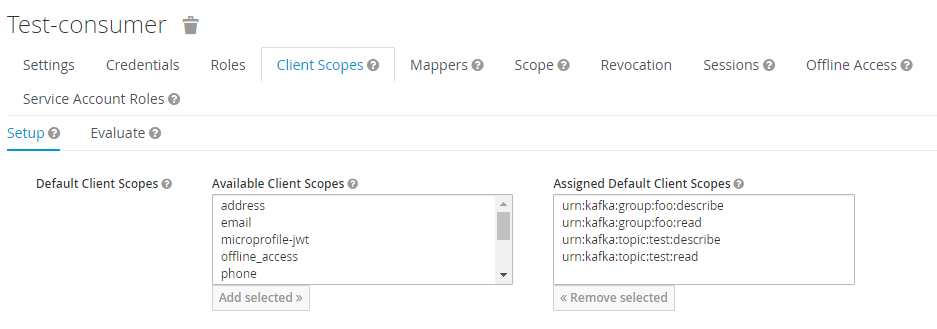 Test-consumer
Settings Credentials Roles Client Scopes ? Mappers ? Scope ? Revocation Sessions ? Offline Access ?
Service Account Roles ?
Setup ? Evaluate ?
Default Client Scopes ? Available Client Scopes ? Assigned Default Client Scopes ?
address urn:kafka:group:foo:describe
email urn:kafka:group:foo:read
microprofile-jwt urn:kafka:topic:test:describe
offline_access urn:kafka:topic:test:read
phone
Add selected » « Remove selected